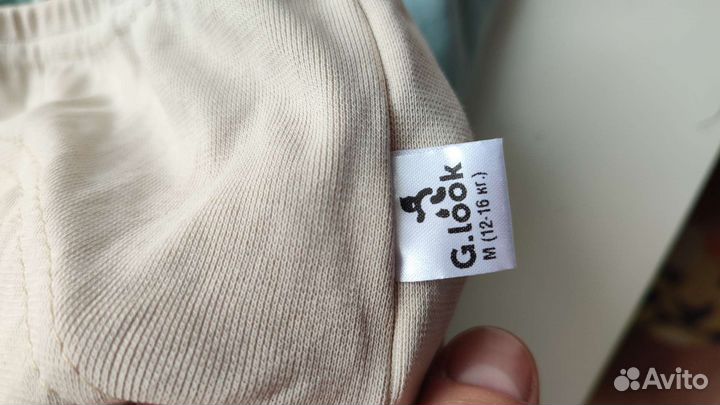 G.look
M (12-16 кг.)
Avito